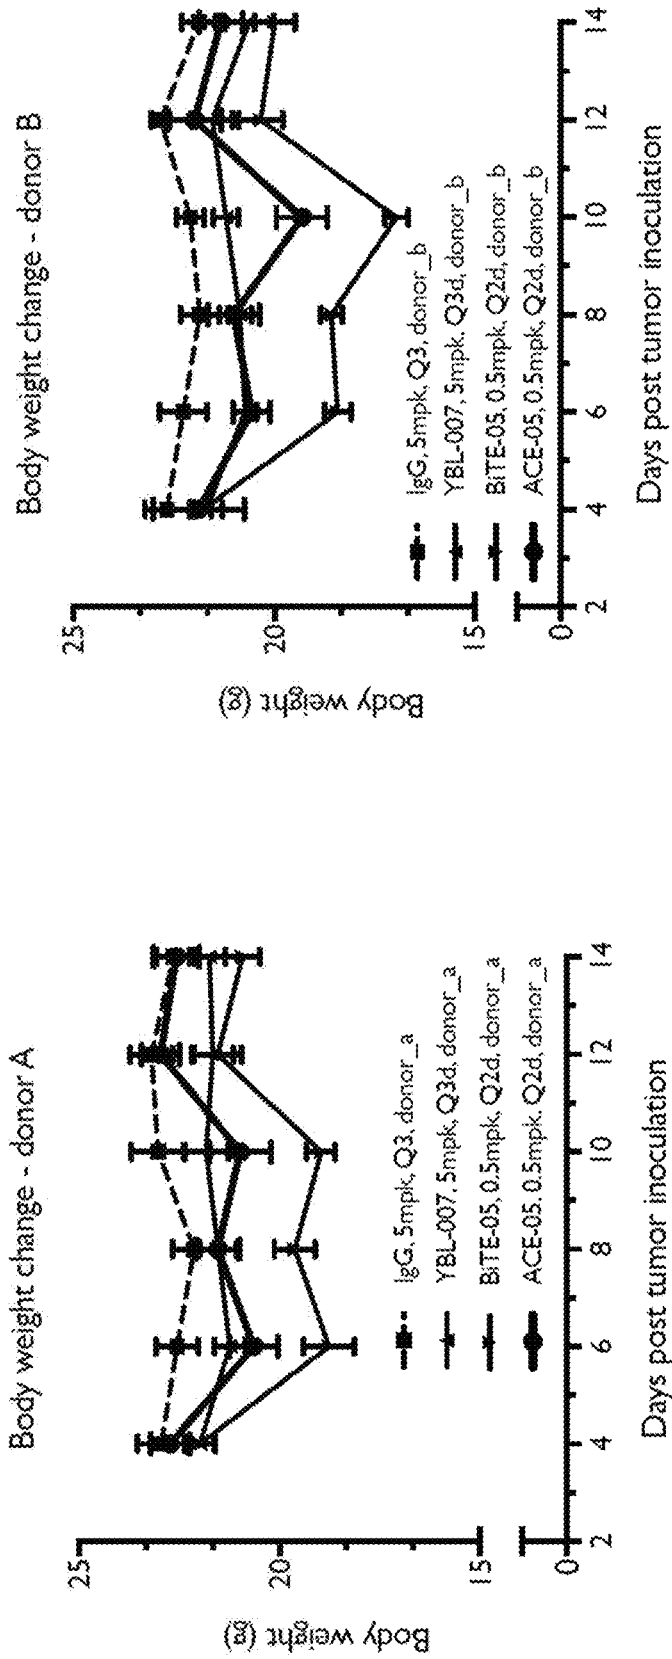 Body weight change - donor A
Body weight (g)
25
20
15
0
2
4
6
8
10
12
14
Days post tumor inoculation
IgG, 5mpk, Q3, donor_a
YBL-007, 5mpk, Q3d, donor_a
BiTE-05, 0.5mpk, Q2d, donor_a
ACE-05, 0.5mpk, Q2d, donor_a
Body weight change - donor B
Body weight (g)
25
20
15
0
2
4
6
8
10
12
14
Days post tumor inoculation
IgG, 5mpk, Q3, donor_b
YBL-007, 5mpk, Q3d, donor_b
BiTE-05, 0.5mpk, Q2d, donor_b
ACE-05, 0.5mpk, Q2d, donor_b